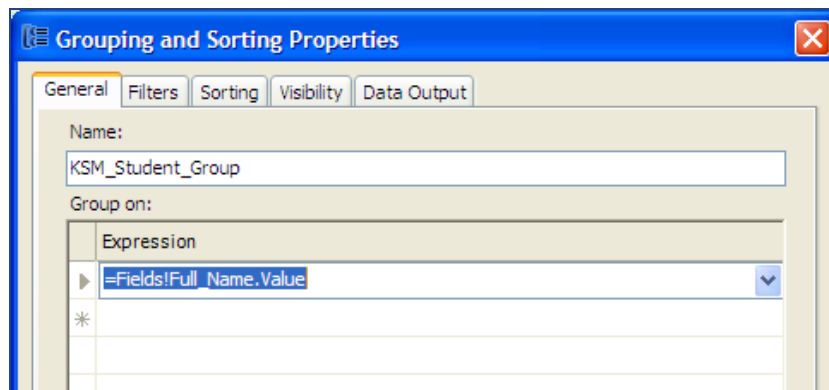 Grouping and Sorting Properties
General Filters Sorting Visibility Data Output
Name:
KSM_Student_Group
Group on:
Expression
=Fields!Full_Name.Value